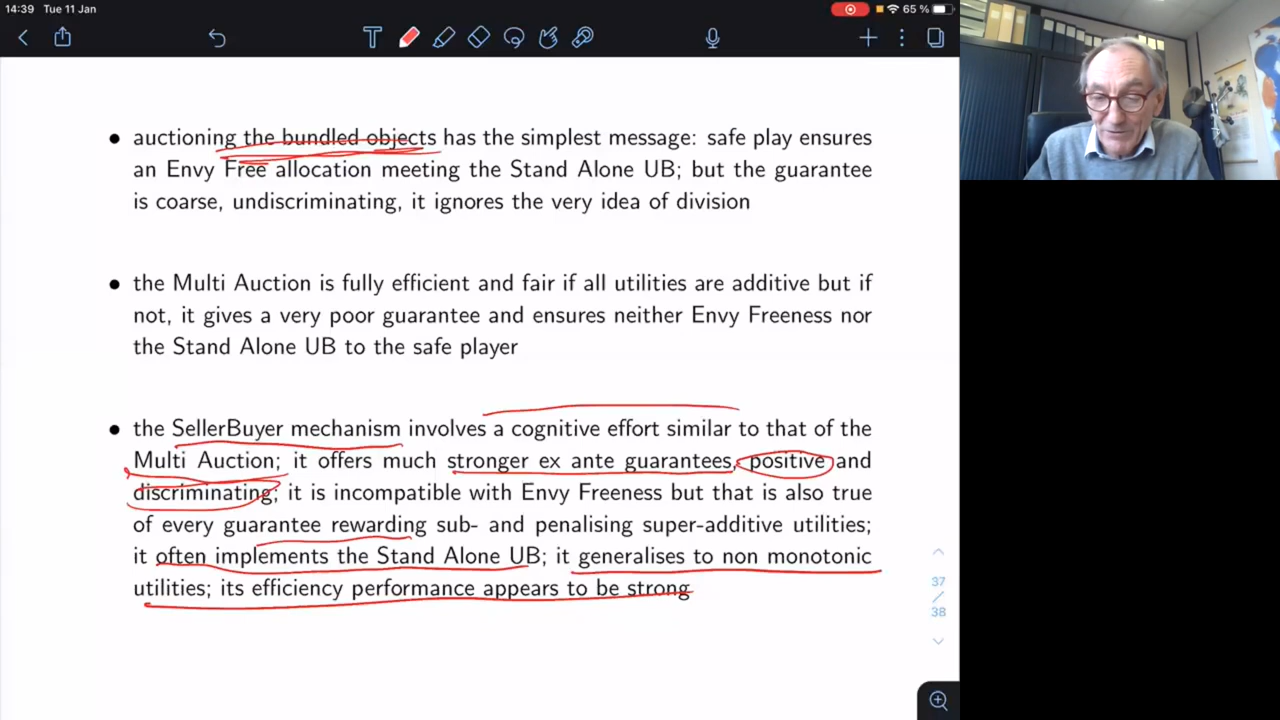 14:39 Tue 11 Jan
65 %
T
• auctioning the bundled objects has the simplest message: safe play ensures
an Envy Free allocation meeting the Stand Alone UB; but the guarantee
is coarse, undiscriminating, it ignores the very idea of division
• the Multi Auction is fully efficient and fair if all utilities are additive but if
not, it gives a very poor guarantee and ensures neither Envy Freeness nor
the Stand Alone UB to the safe player
• the SellerBuyer mechanism involves a cognitive effort similar to that of the
Multi Auction; it offers much stronger ex ante guarantees, positive and
discriminating; it is incompatible with Envy Freeness but that is also true
of every guarantee rewarding sub- and penalising super-additive utilities;
it often implements the Stand Alone UB; it generalises to non monotonic
utilities; its efficiency performance appears to be strong
37
/
38